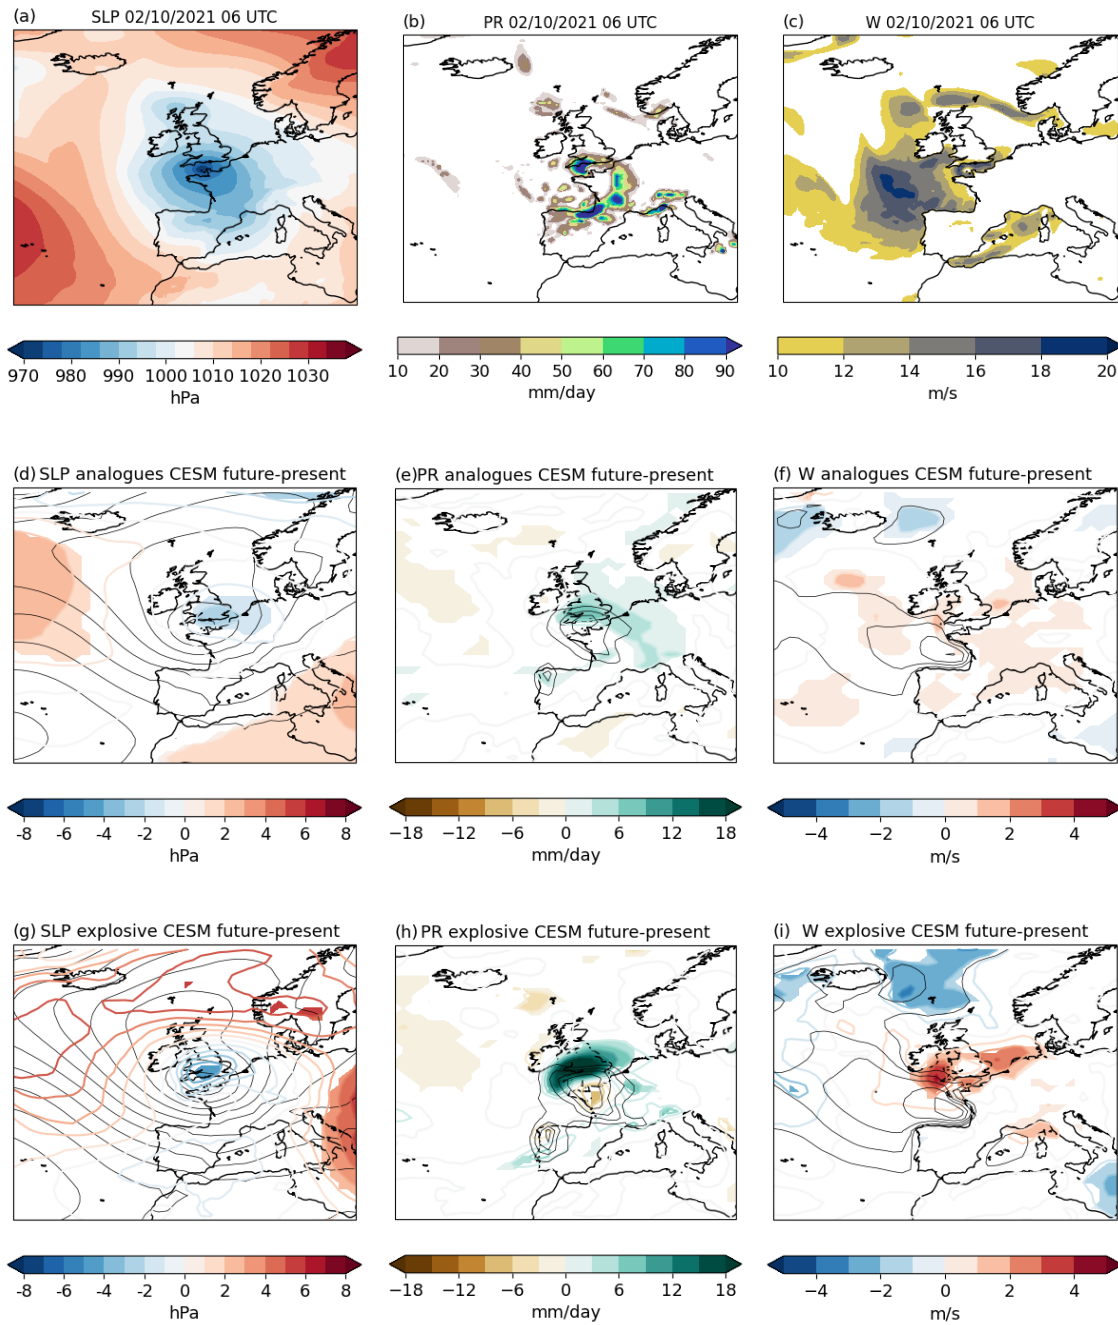 (a) SLP 02/10/2021 06 UTC
970 980 990 1000 1010 1020 1030
hPa
(b) PR 02/10/2021 06 UTC
10 20 30 40 50 60 70 80 90
mm/day
(c) W 02/10/2021 06 UTC
10 12 14 16 18 20
m/s
(d) SLP analogues CESM future-present
-8 -6 -4 -2 0 2 4 6 8
hPa
(e) PR analogues CESM future-present
−18 −12 −6 0 6 12 18
mm/day
(f) W analogues CESM future-present
−4 −2 0 2 4
m/s
(g) SLP explosive CESM future-present
-8 -6 -4 -2 0 2 4 6 8
hPa
(h) PR explosive CESM future-present
−18 −12 −6 0 6 12 18
mm/day
(i) W explosive CESM future-present
−4 −2 0 2 4
m/s